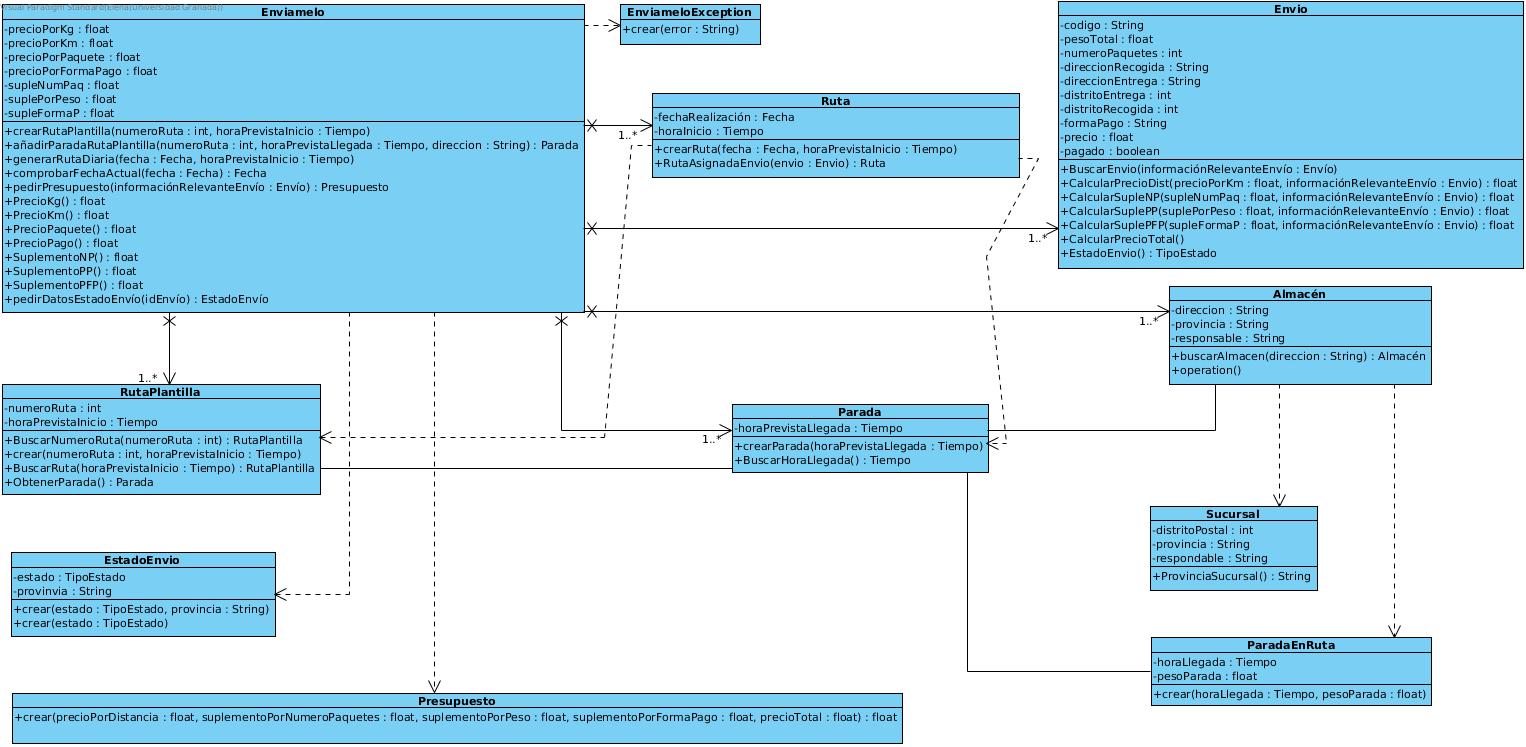 Visual Paradigm Standard(Elena(Universidad Granada))
Enviamelo
-precioPorKg : float
-precioPorKm : float
-precioPorPaquete : float
-precioPorFormaPago : float
-supleNumPaq : float
-suplePorPeso : float
-supleFormaP : float
+crearRutaPlantilla(numeroRuta : int, horaPrevistaInicio : Tiempo)
+añadirParadaRutaPlantilla(numeroRuta : int, horaPrevistaLlegada : Tiempo, direccion : String) : Parada
+generarRutaDiaria(fecha : Fecha, horaPrevistaInicio : Tiempo)
+comprobarFechaActual(fecha : Fecha) : Fecha
+pedirPresupuesto(információnRelevanteEnvío : Envío) : Presupuesto
+PrecioKg() : float
+PrecioKm() : float
+PrecioPaquete() : float
+PrecioPago() : float
+SuplementoNP() : float
+SuplementoPP() : float
+SuplementoPFP() : float
+pedirDatosEstadoEnvío(idEnvío) : EstadoEnvío
EnviameloException
+crear(error : String)
Ruta
-fechaRealización : Fecha
-horaInicio : Tiempo
+crearRuta(fecha : Fecha, horaPrevistaInicio : Tiempo)
+RutaAsignadaEnvio(envio : Envio) : Ruta
1..*
Envio
-codigo : String
-pesoTotal : float
-numeroPaquetes : int
-direccionRecogida : String
-direccionEntrega : String
-distritoEntrega : int
-distritoRecogida : int
-formaPago : String
-precio : float
-pagado : boolean
+BuscarEnvio(információnRelevanteEnvío : Envío)
+CalcularPrecioDist(precioPorKm : float, információnRelevanteEnvío : Envio) : float
+CalcularSupleNP(supleNumPaq : float, információnRelevanteEnvío : Envio) : float
+CalcularSuplePP(suplePorPeso : float, információnRelevanteEnvío : Envio) : float
+CalcularSuplePFP(supleFormaP : float, információnRelevanteEnvío : Envio) : float
+CalcularPrecioTotal()
+EstadoEnvio() : TipoEstado
1..*
Almacén
-direccion : String
-provincia : String
-responsable : String
+buscarAlmacen(direccion : String) : Almacén
+operation()
1..*
1..*
RutaPlantilla
-numeroRuta : int
-horaPrevistaInicio : Tiempo
+BuscarNumeroRuta(numeroRuta : int) : RutaPlantilla
+crear(numeroRuta : int, horaPrevistaInicio : Tiempo)
+BuscarRuta(horaPrevistaInicio : Tiempo) : RutaPlantilla
+ObtenerParada() : Parada
Parada
-horaPrevistaLlegada : Tiempo
+crearParada(horaPrevistaLlegada : Tiempo)
+BuscarHoraLlegada() : Tiempo
1..*
Sucursal
-distritoPostal : int
-provincia : String
-respondable : String
+ProvinciaSucursal() : String
EstadoEnvio
-estado : TipoEstado
-provinvia : String
+crear(estado : TipoEstado, provincia : String)
+crear(estado : TipoEstado)
ParadaEnRuta
-horaLlegada : Tiempo
-pesoParada : float
+crear(horaLlegada : Tiempo, pesoParada : float)
Presupuesto
+crear(precioPorDistancia : float, suplementoPorNumeroPaquetes : float, suplementoPorPeso : float, suplementoPorFormaPago : float, precioTotal : float) : float